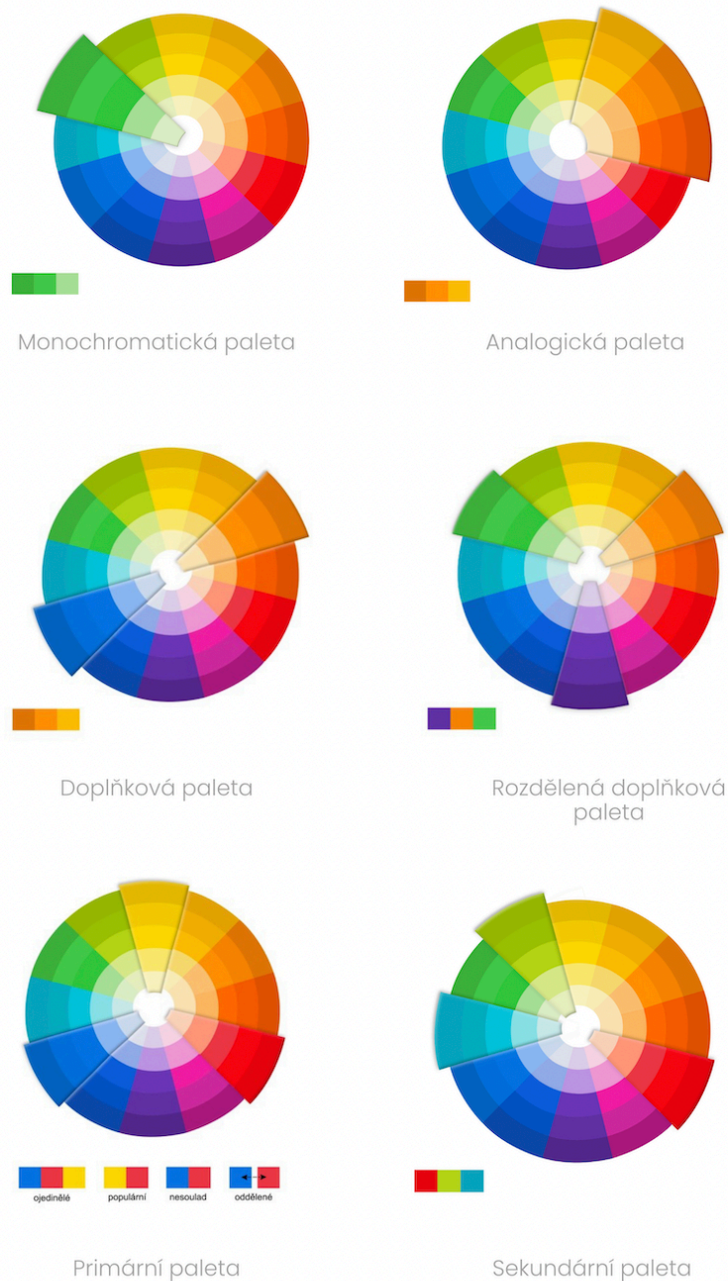 Monochromatická paleta
Analogická paleta
Doplňková paleta
Rozdělená doplňková
paleta
ojedinělé
populární
nesoulad
oddělené
Primární paleta
Sekundární paleta